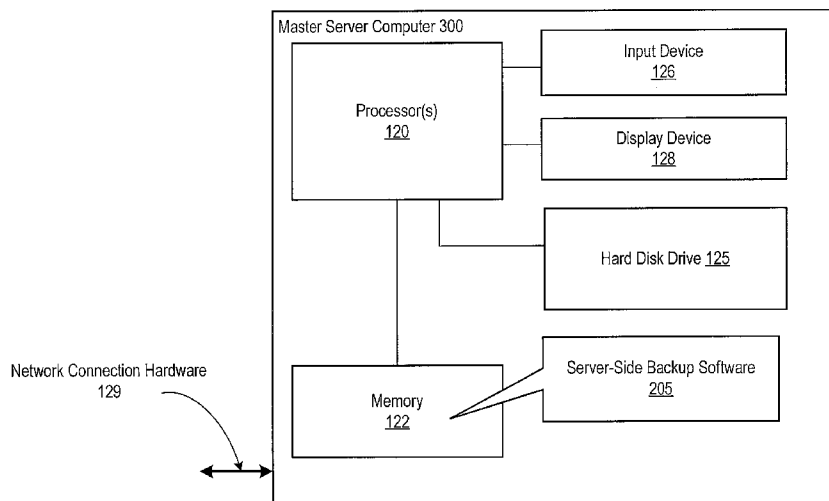 Master Server Computer 300
Processor(s)
120
Input Device
126
Display Device
128
Hard Disk Drive 125
Network Connection Hardware
129
Memory
122
Server-Side Backup Software
205